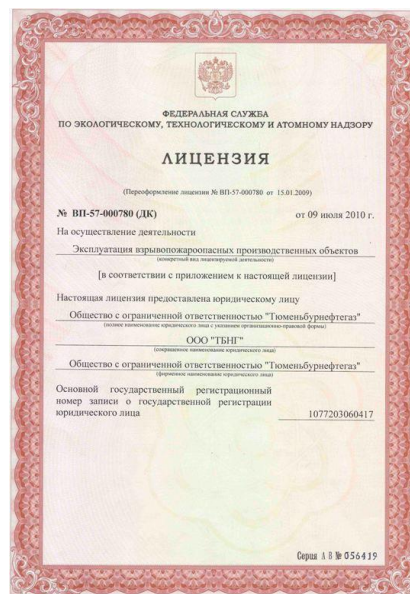 ФЕДЕРАЛЬНАЯ СЛУЖБА
ПО ЭКОЛОГИЧЕСКОМУ, ТЕХНОЛОГИЧЕСКОМУ И АТОМНОМУ НАДЗОРУ
ЛИЦЕНЗИЯ
(Переоформление лицензии № ВП-57-000780 от 15.01.2009)
№ ВП-57-000780 (ДК) от 09 июля 2010 г.
На осуществление деятельности
Эксплуатация взрывопожароопасных производственных объектов
(конкретный вид лицензируемой деятельности)
[в соответствии с приложением к настоящей лицензии]
Настоящая лицензия предоставлена юридическому лицу
Общество с ограниченной ответственностью "Тюменьбурнефтегаз"
(полное наименование юридического лица с указанием организационно-правовой формы)
ООО "ТБНГ"
(сокращенное наименование юридического лица)
Общество с ограниченной ответственностью "Тюменьбурнефтегаз"
(фирменное наименование юридического лица)
Основной государственный регистрационный
номер записи о государственной регистрации
юридического лица 1077203060417
Серия А В № 056419